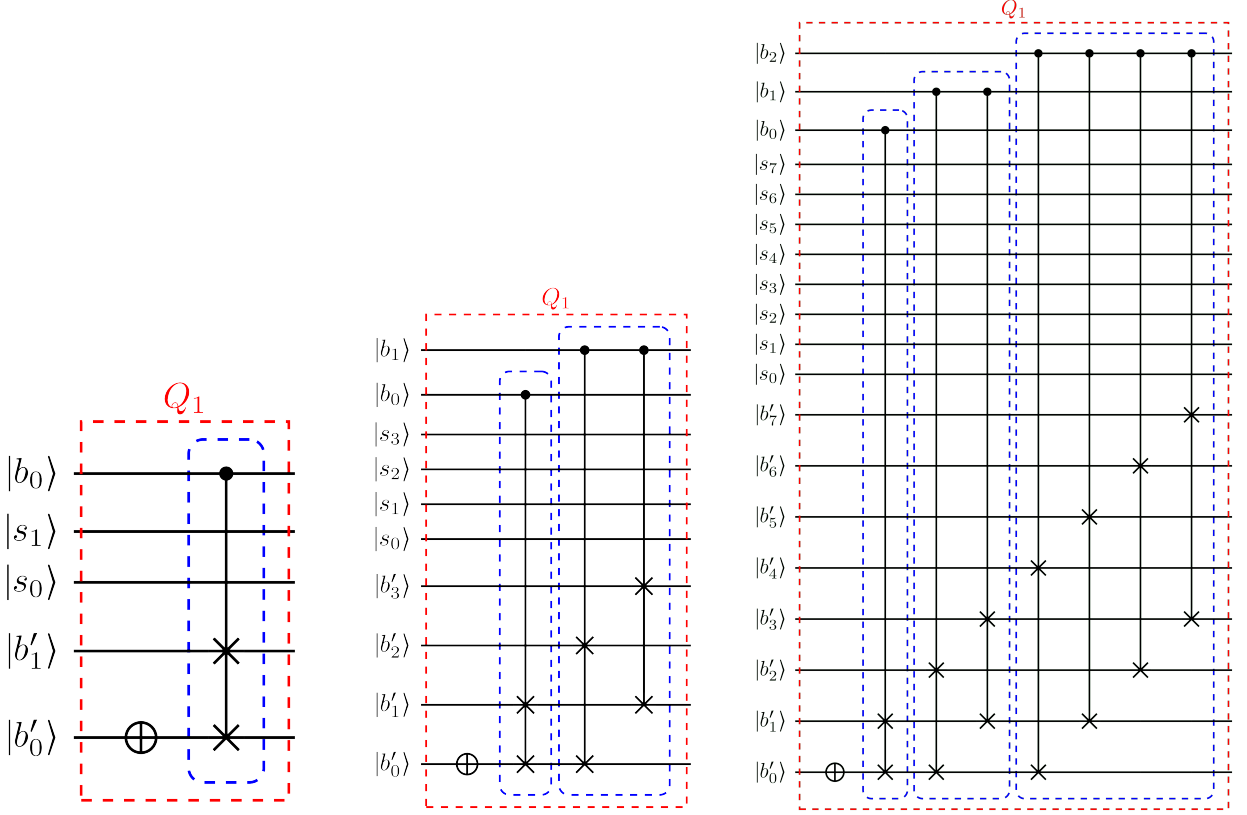 Q₁
|b₀⟩
|s₁⟩
|s₀⟩
|b′₁⟩
|b′₀⟩
Q₁
|b₁⟩
|b₀⟩
|s₃⟩
|s₂⟩
|s₁⟩
|s₀⟩
|b′₃⟩
|b′₂⟩
|b′₁⟩
|b′₀⟩
Q₁
|b₂⟩
|b₁⟩
|b₀⟩
|s₇⟩
|s₆⟩
|s₅⟩
|s₄⟩
|s₃⟩
|s₂⟩
|s₁⟩
|s₀⟩
|b′₇⟩
|b′₆⟩
|b′₅⟩
|b′₄⟩
|b′₃⟩
|b′₂⟩
|b′₁⟩
|b′₀⟩